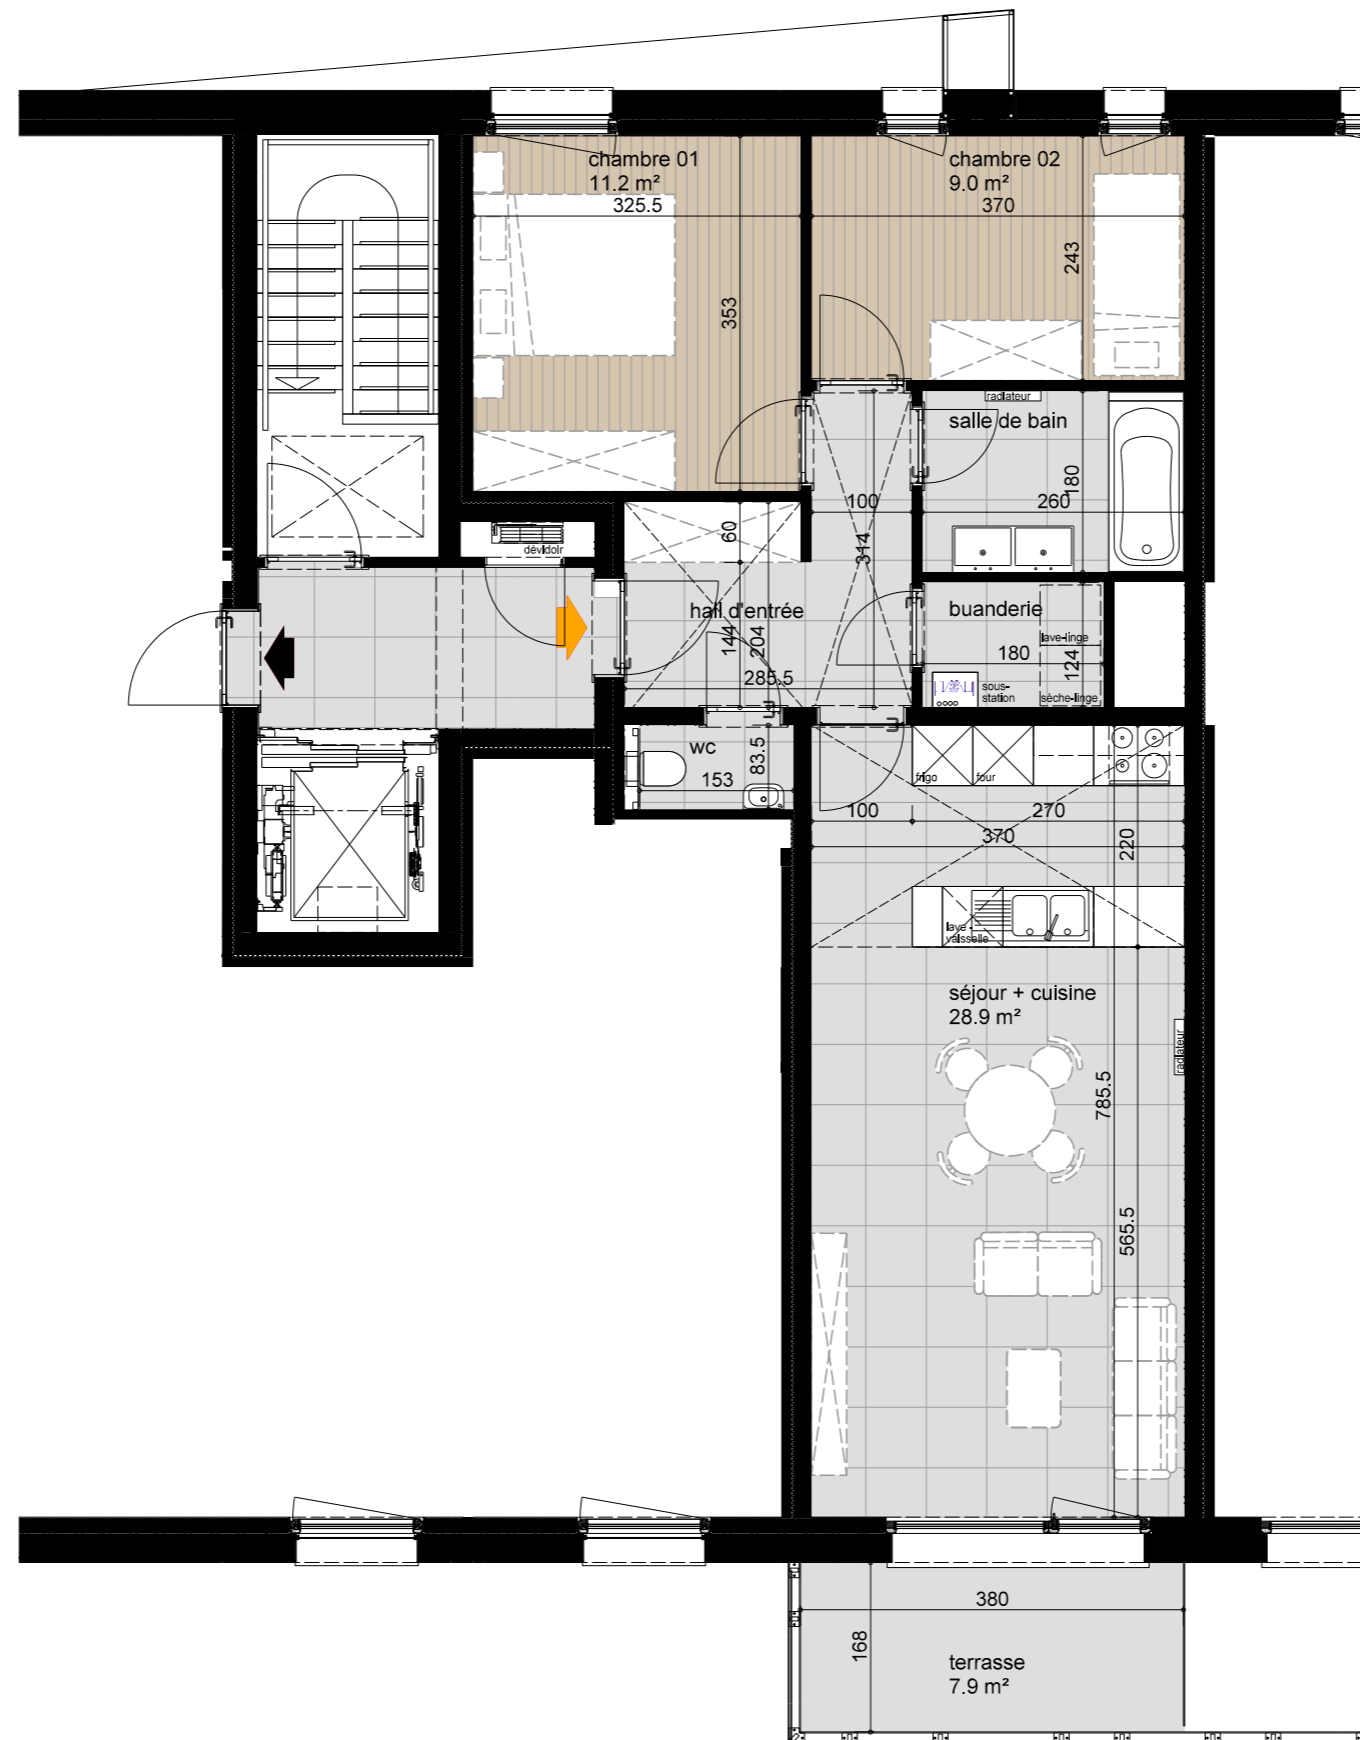 chambre 01
11.2 m²
325.5
353
chambre 02
9.0 m²
370
243
radiateur
salle de bain
180
260
100
314
60
dévidoir
hall d'entrée
144
204
285.5
buanderie
lave-linge
180
124
sous-
station
sèche-linge
wc
83.5
153
frigo
four
100
270
370
220
lave -
vaisselle
séjour + cuisine
28.9 m²
radiateur
785.5
565.5
380
168
terrasse
7.9 m²